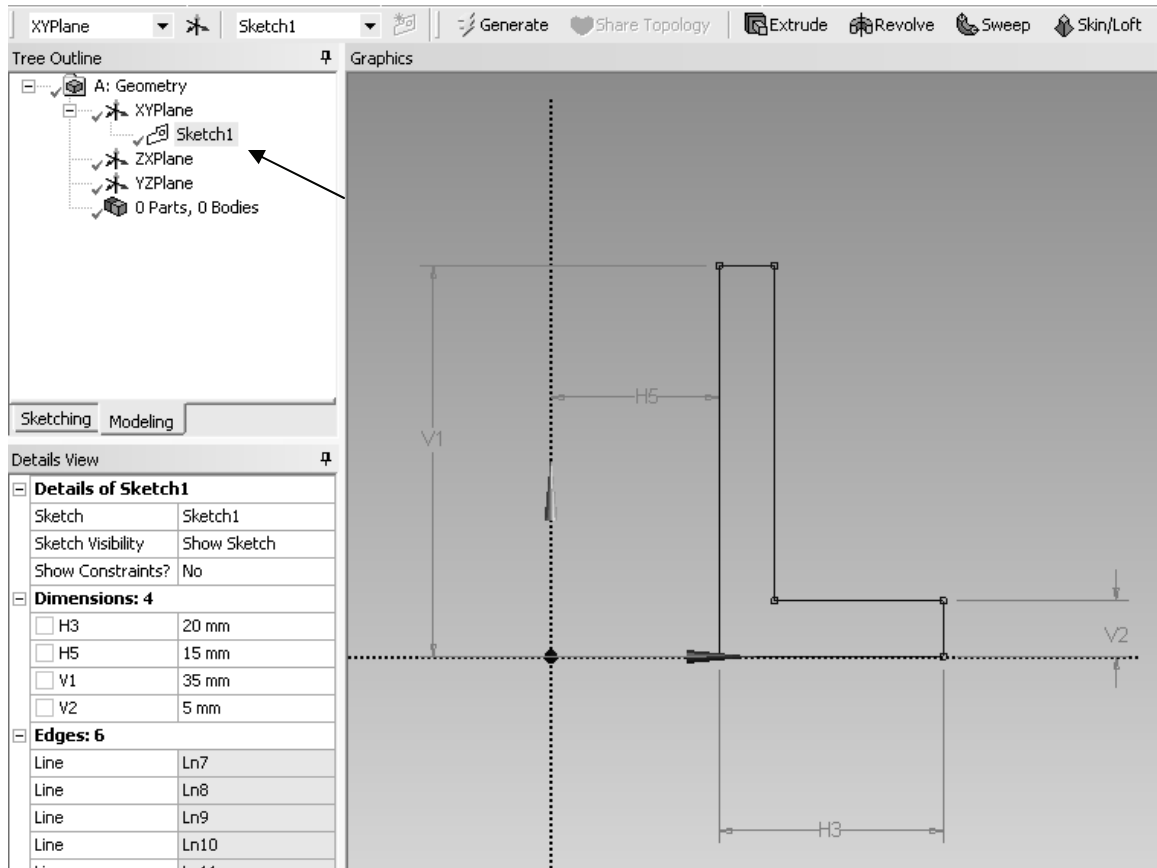 XYPlane Sketch1 Generate Share Topology Extrude Revolve Sweep Skin/Loft
Tree Outline
A: Geometry
XYPlane
Sketch1
ZXPlane
YZPlane
0 Parts, 0 Bodies
Sketching Modeling
Details View
Details of Sketch1
Sketch Sketch1
Sketch Visibility Show Sketch
Show Constraints? No
Dimensions: 4
H3 20 mm
H5 15 mm
V1 35 mm
V2 5 mm
Edges: 6
Line Ln7
Line Ln8
Line Ln9
Line Ln10
Graphics
H5
V1
V2
H3